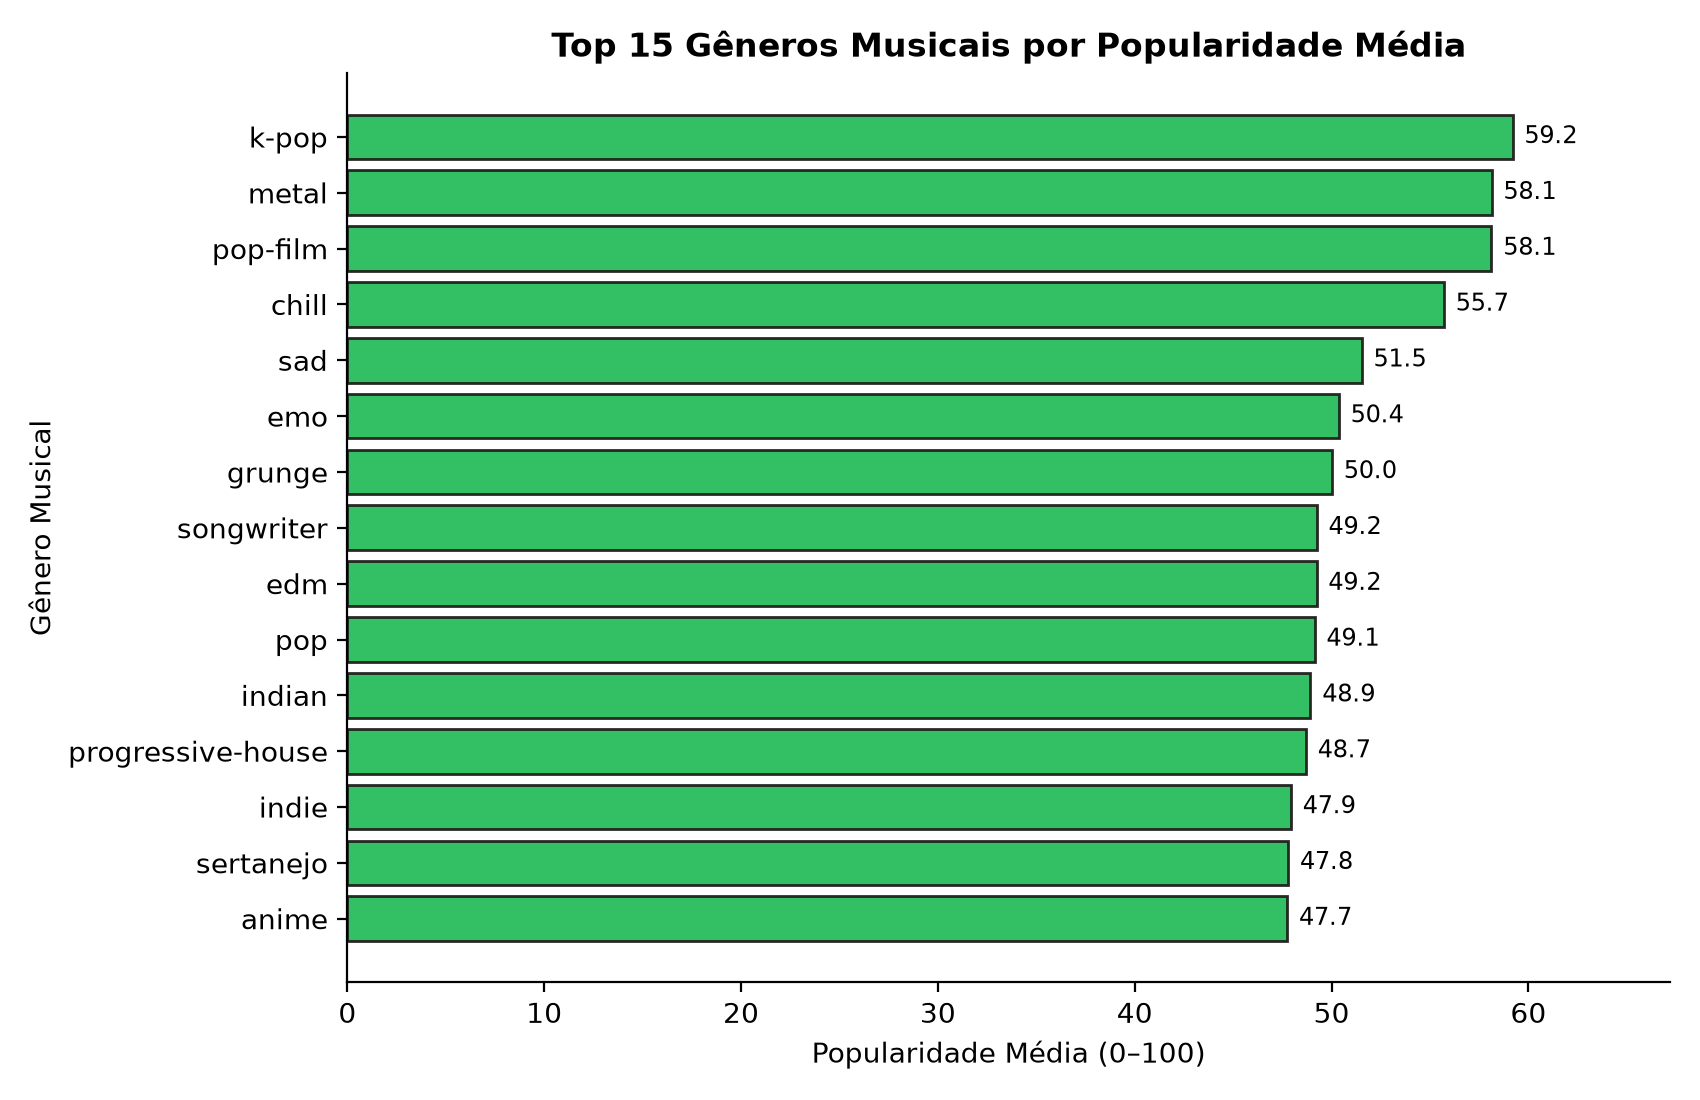 Top 15 Gêneros Musicais por Popularidade Média
Gênero Musical
k-pop 59.2
metal 58.1
pop-film 58.1
chill 55.7
sad 51.5
emo 50.4
grunge 50.0
songwriter 49.2
edm 49.2
pop 49.1
indian 48.9
progressive-house 48.7
indie 47.9
sertanejo 47.8
anime 47.7
0 10 20 30 40 50 60
Popularidade Média (0–100)